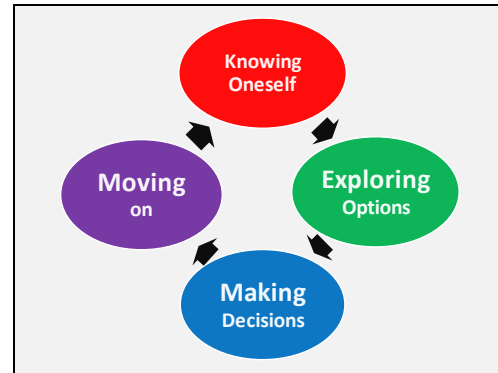 Knowing
Oneself
Exploring
Options
Making
Decisions
Moving
on